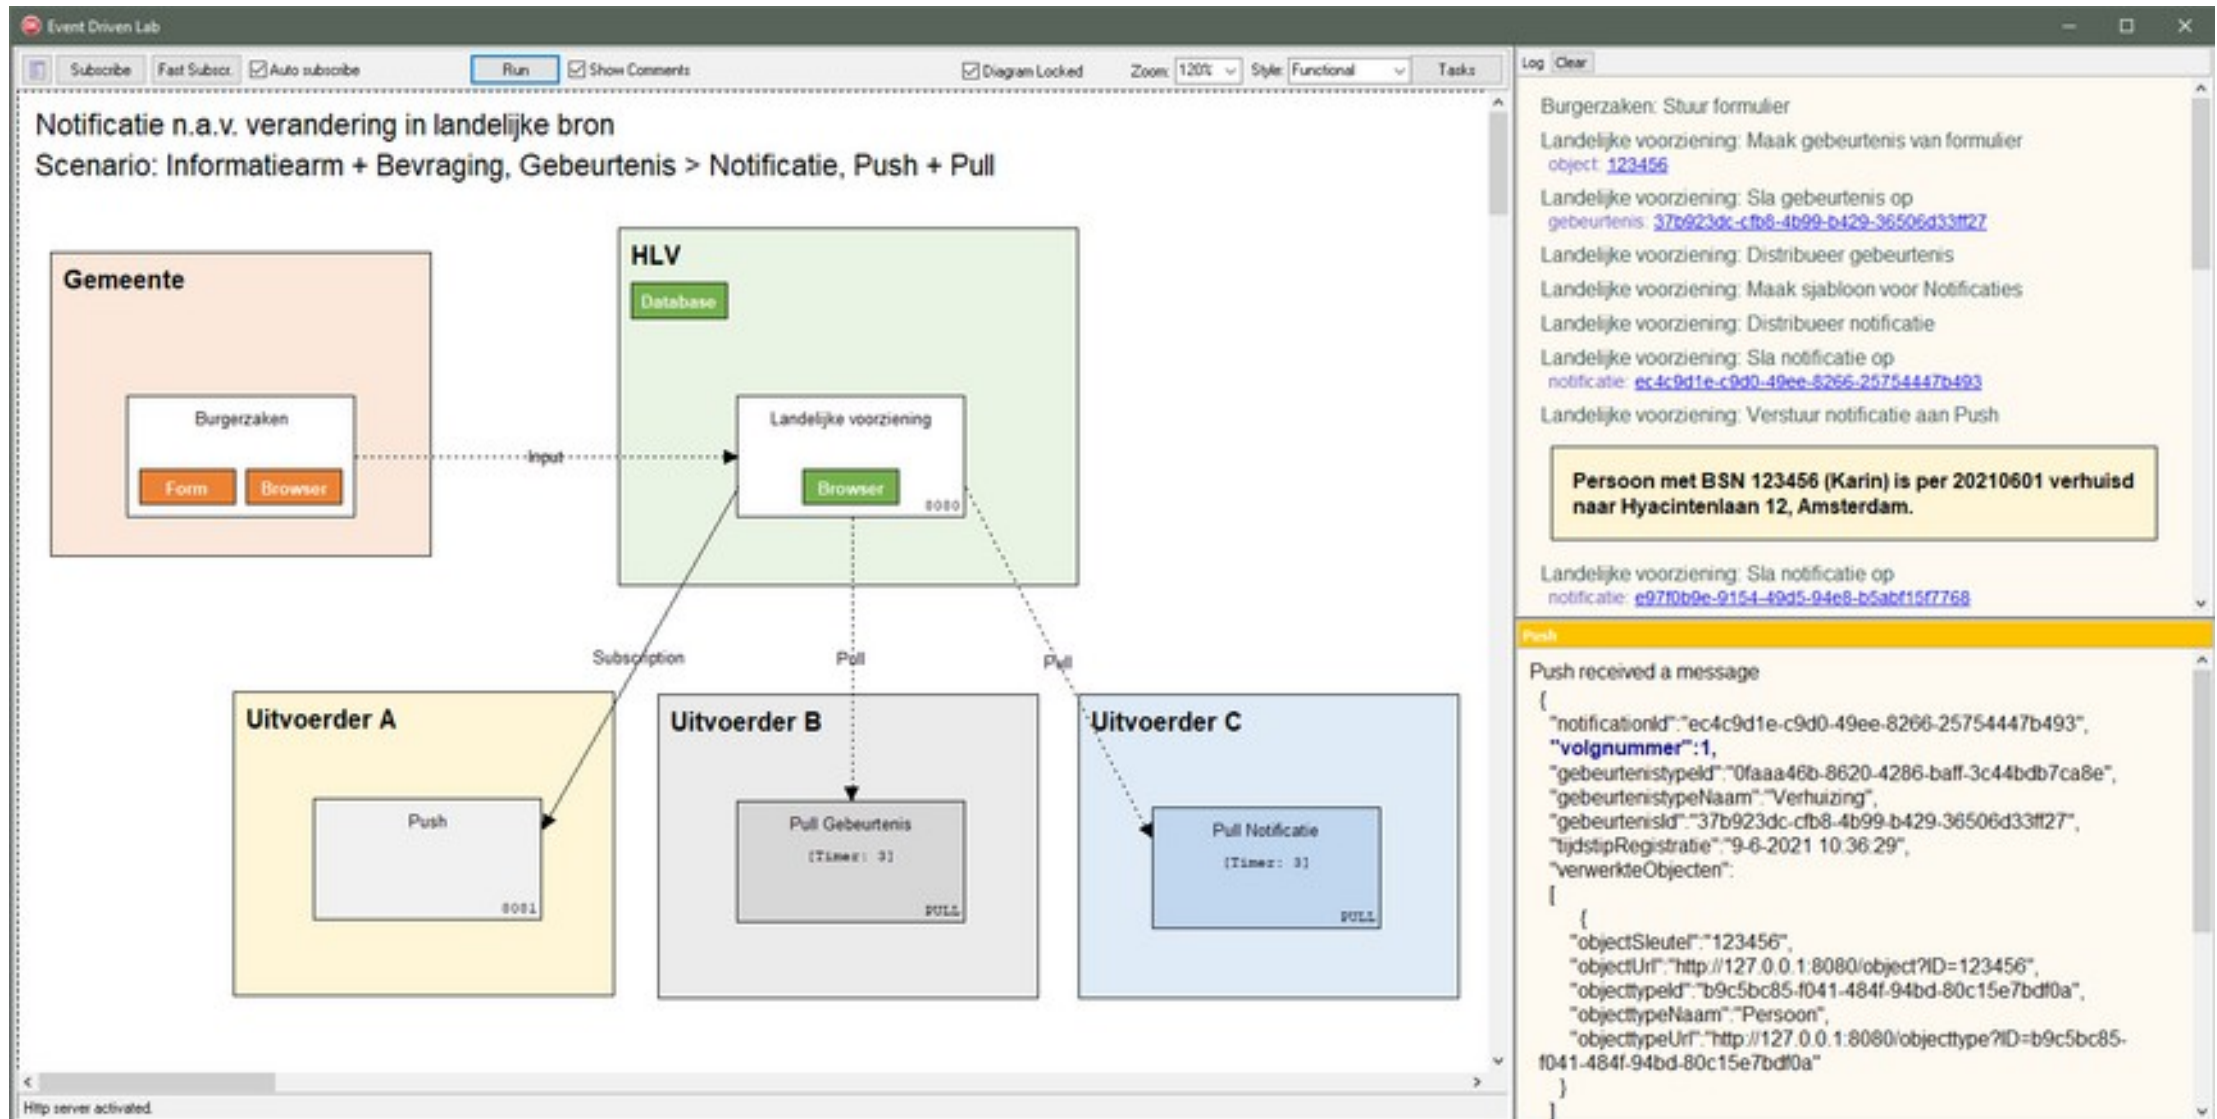 Event Driven Lab
Subscribe Fast Subscr. Auto subscribe Run Show Comments Diagram Locked Zoom: 120% Style: Functional Tasks
Notificatie n.a.v. verandering in landelijke bron
Scenario: Informatiearm + Bevraging, Gebeurtenis > Notificatie, Push + Pull
Gemeente
Burgerzaken
Form Browser
Input
HLV
Database
Landelijke voorziening
Browser
8080
Subscription
Pull
Pull
Uitvoerder A
Push
8081
Uitvoerder B
Pull Gebeurtenis
[Timer: 3]
PULL
Uitvoerder C
Pull Notificatie
[Timer: 3]
PULL
Http server activated.
Log Clear
Burgerzaken: Stuur formulier
Landelijke voorziening: Maak gebeurtenis van formulier
object: 123456
Landelijke voorziening: Sla gebeurtenis op
gebeurtenis: 37b923dc-cfb8-4b99-b429-36506d33ff27
Landelijke voorziening: Distribueer gebeurtenis
Landelijke voorziening: Maak sjabloon voor Notificaties
Landelijke voorziening: Distribueer notificatie
Landelijke voorziening: Sla notificatie op
notificatie: ec4c9d1e-c9d0-49ee-8266-25754447b493
Landelijke voorziening: Verstuur notificatie aan Push
Persoon met BSN 123456 (Karin) is per 20210601 verhuisd
naar Hyacintenlaan 12, Amsterdam.
Landelijke voorziening: Sla notificatie op
notificatie: e97f0b9e-9154-49d5-94e8-b5abf15f7768
Push
Push received a message
{
"notificationId":"ec4c9d1e-c9d0-49ee-8266-25754447b493",
"volgnummer":1,
"gebeurtenistypeId":"0faaa46b-8620-4286-baff-3c44bdb7ca8e",
"gebeurtenistypeNaam":"Verhuizing",
"gebeurtenisId":"37b923dc-cfb8-4b99-b429-36506d33ff27",
"tijdstipRegistratie":"9-6-2021 10:36:29",
"verwerkteObjecten":
[
{
"objectSleutel":"123456",
"objectUrl":"http://127.0.0.1:8080/object?ID=123456",
"objecttypeId":"b9c5bc85-f041-484f-94bd-80c15e7bdf0a",
"objecttypeNaam":"Persoon",
"objecttypeUrl":"http://127.0.0.1:8080/objecttype?ID=b9c5bc85-
f041-484f-94bd-80c15e7bdf0a"
}
]